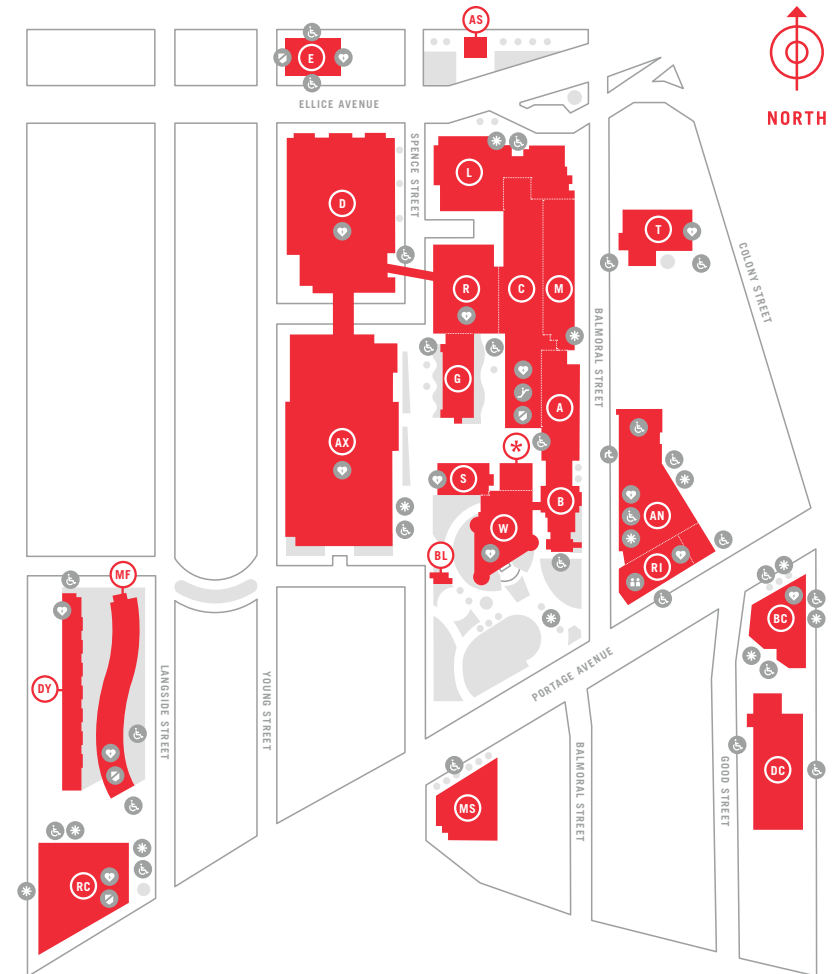 AS
E
NORTH
ELLICE AVENUE
SPENCE STREET
L
D
T
COLONY STREET
R
C
M
BALMORAL STREET
G
A
AX
*
S
B
AN
W
BL
RI
MF
BC
LANGSIDE STREET
YOUNG STREET
PORTAGE AVENUE
DY
BALMORAL STREET
GOOD STREET
DC
MS
RC